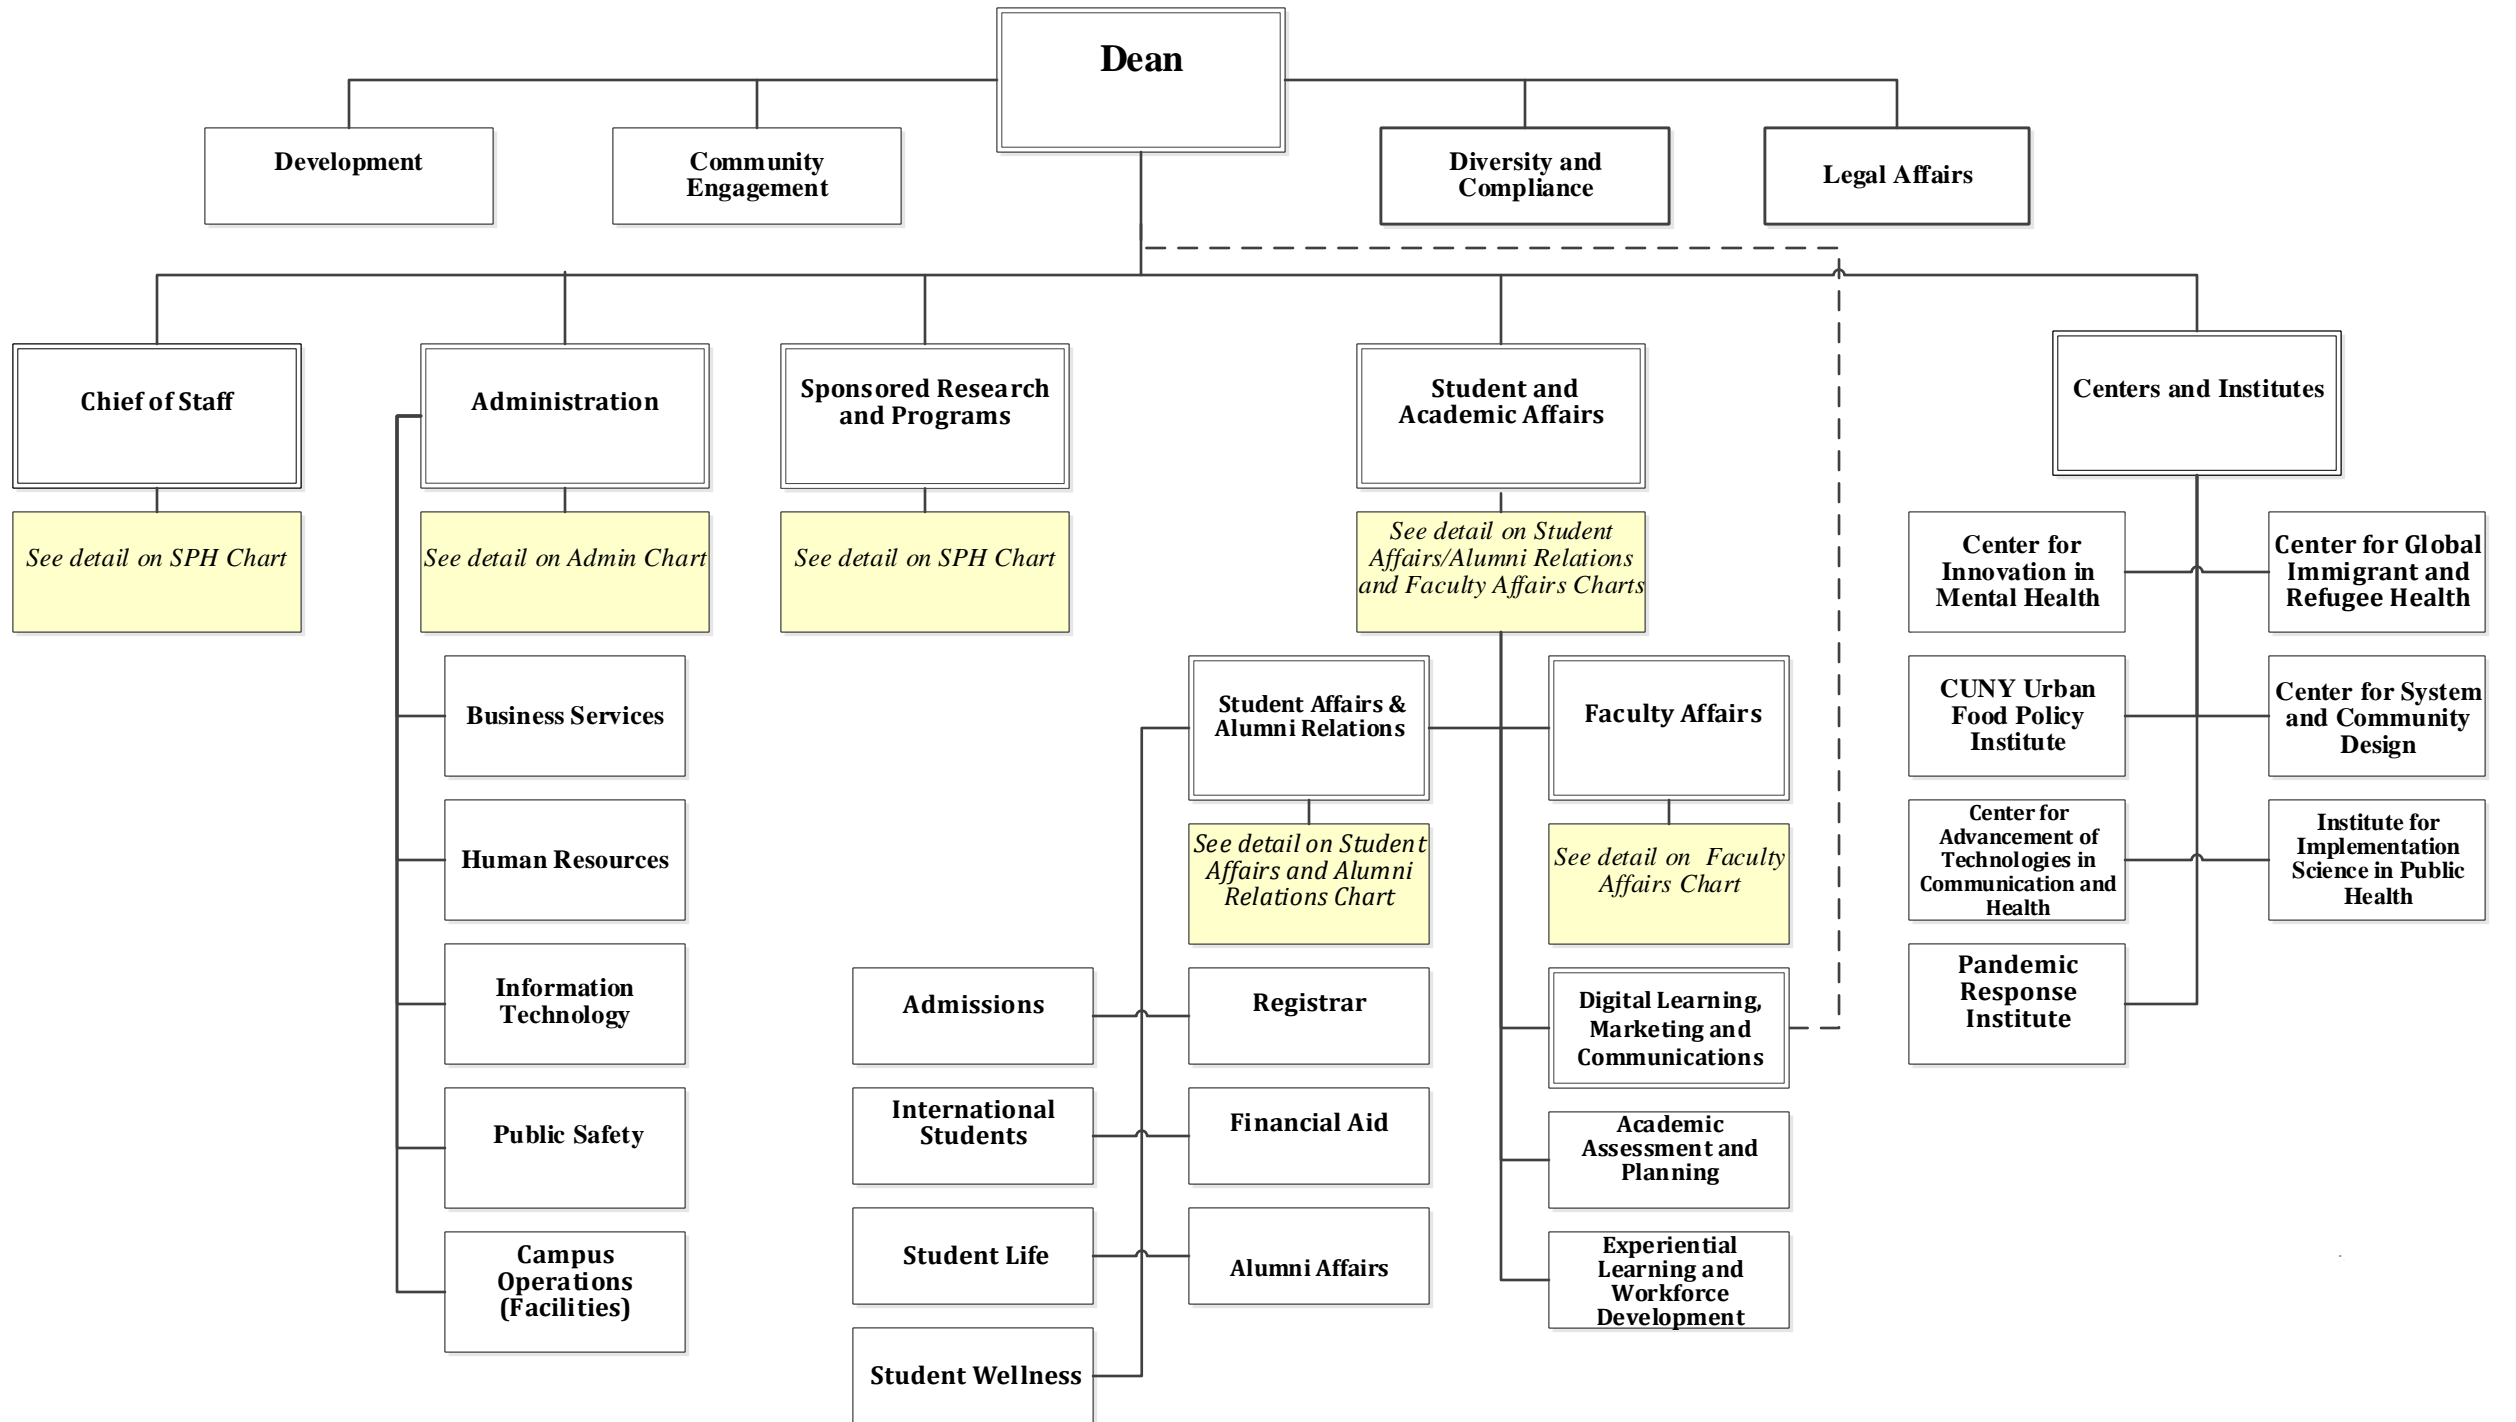 Dean
Development
Community
Engagement
Diversity and
Compliance
Legal Affairs
Chief of Staff
Administration
Sponsored Research
and Programs
Student and
Academic Affairs
Centers and Institutes
See detail on SPH Chart
See detail on Admin Chart
See detail on SPH Chart
See detail on Student
Affairs/Alumni Relations
and Faculty Affairs Charts
Center for
Innovation in
Mental Health
Center for Global
Immigrant and
Refugee Health
Business Services
Student Affairs &
Alumni Relations
Faculty Affairs
CUNY Urban
Food Policy
Institute
Center for System
and Community
Design
Human Resources
See detail on Student
Affairs and Alumni
Relations Chart
See detail on  Faculty
Affairs Chart
Center for
Advancement of
Technologies in
Communication and
Health
Institute for
Implementation
Science in Public
Health
Information
Technology
Admissions
Registrar
Digital Learning,
Marketing and
Communications
Pandemic
Response
Institute
Public Safety
International
Students
Financial Aid
Academic
Assessment and
Planning
Campus
Operations
(Facilities)
Student Life
Alumni Affairs
Experiential
Learning and
Workforce
Development
Student Wellness